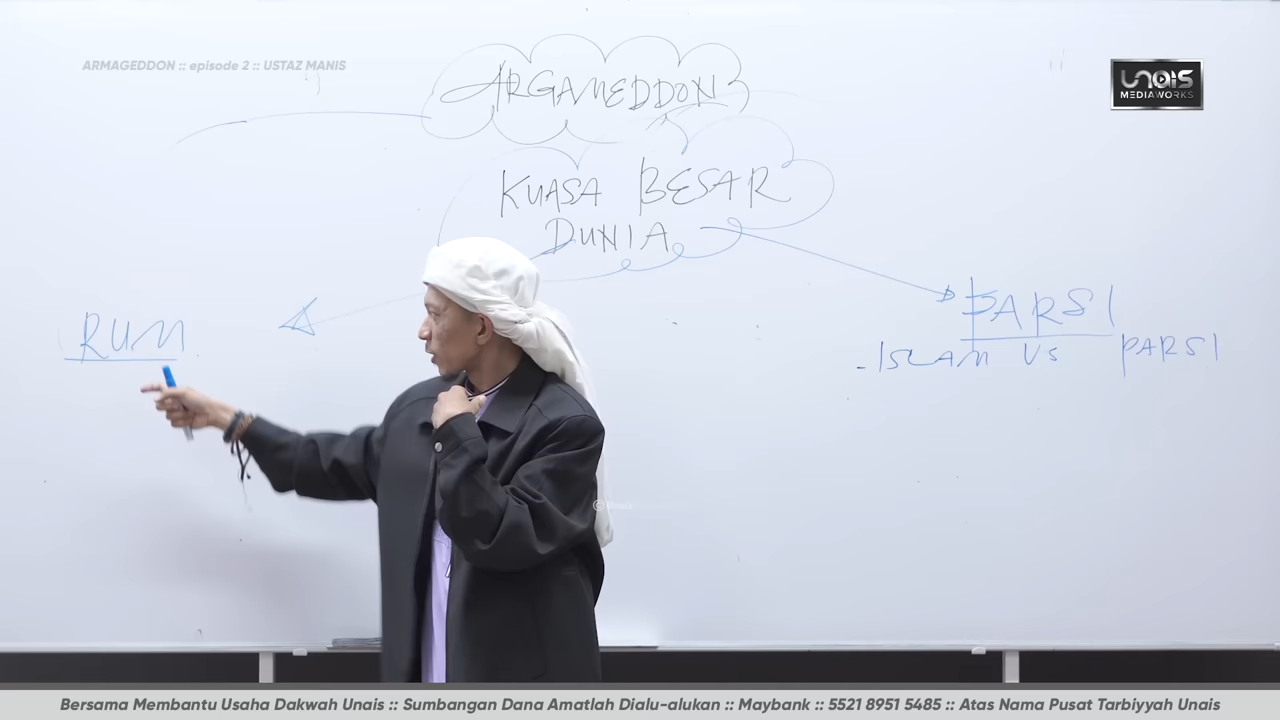 ARMAGEDDON :: episode 2 :: USTAZ MANIS
UNAIS
MEDIAWORKS
ARGAMEDDON
KUASA BESAR
DUNIA
RUM
PARSI
- ISLAM Vs PARSI
Bersama Membantu Usaha Dakwah Unais :: Sumbangan Dana Amatlah Dialu-alukan :: Maybank :: 5521 8951 5485 :: Atas Nama Pusat Tarbiyyah Unais